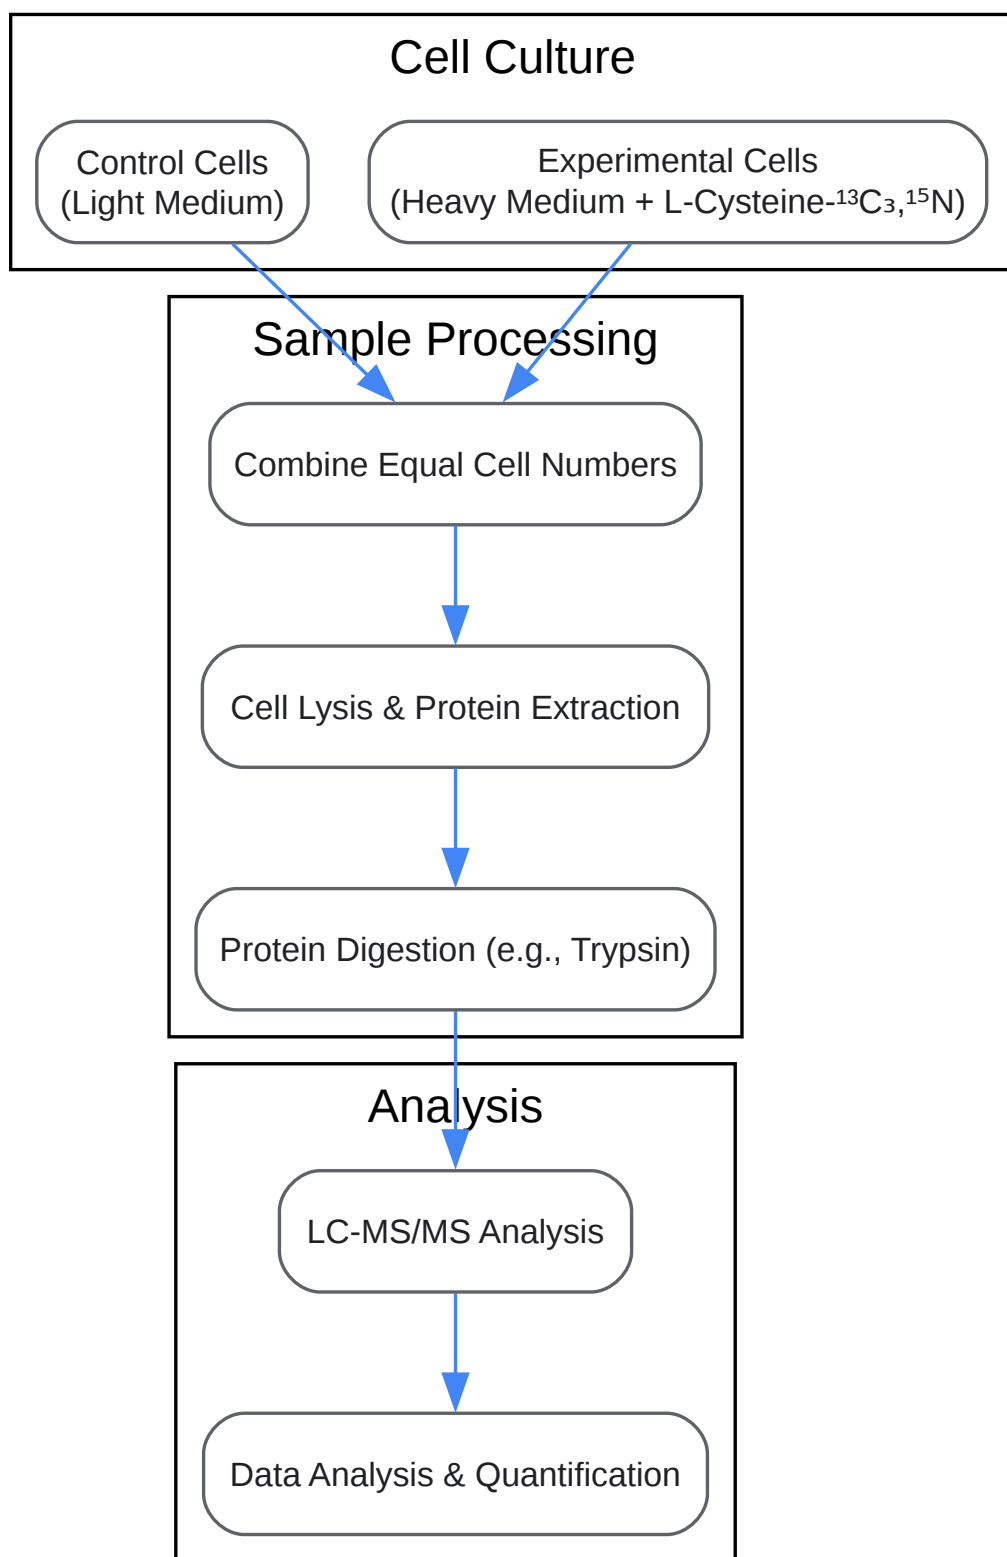 Cell Culture
Control Cells
(Light Medium)
Experimental Cells
(Heavy Medium + L-Cysteine-¹³C₃,¹⁵N)
Sample Processing
Combine Equal Cell Numbers
Cell Lysis & Protein Extraction
Protein Digestion (e.g., Trypsin)
Analysis
LC-MS/MS Analysis
Data Analysis & Quantification